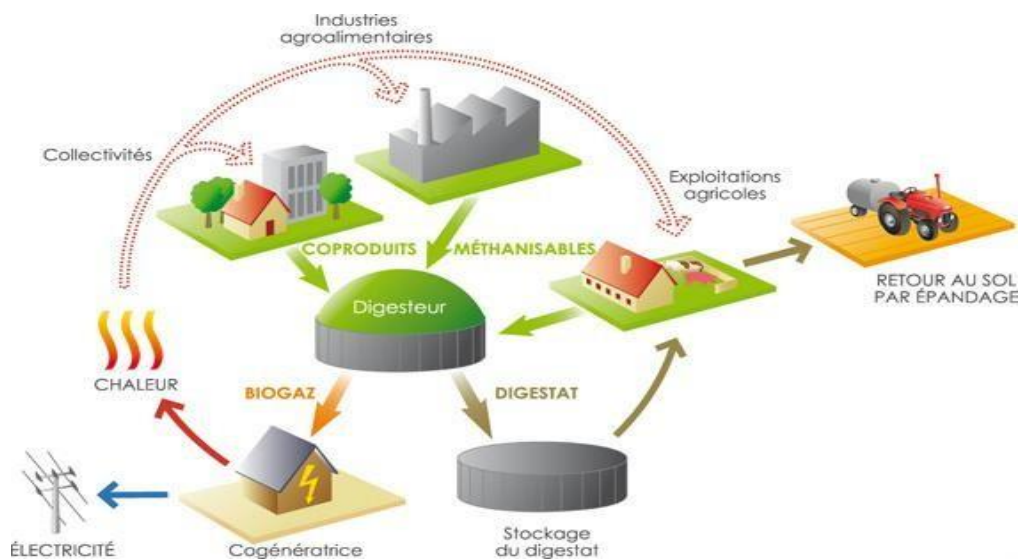 Industries
agroalimentaires
Collectivités
Exploitations
agricoles
COPRODUITS
MÉTHANISABLES
RETOUR AU SOL
PAR ÉPANDAGE
Digesteur
CHALEUR
BIOGAZ
DIGESTAT
ÉLECTRICITÉ
Cogénératrice
Stockage
du digestat